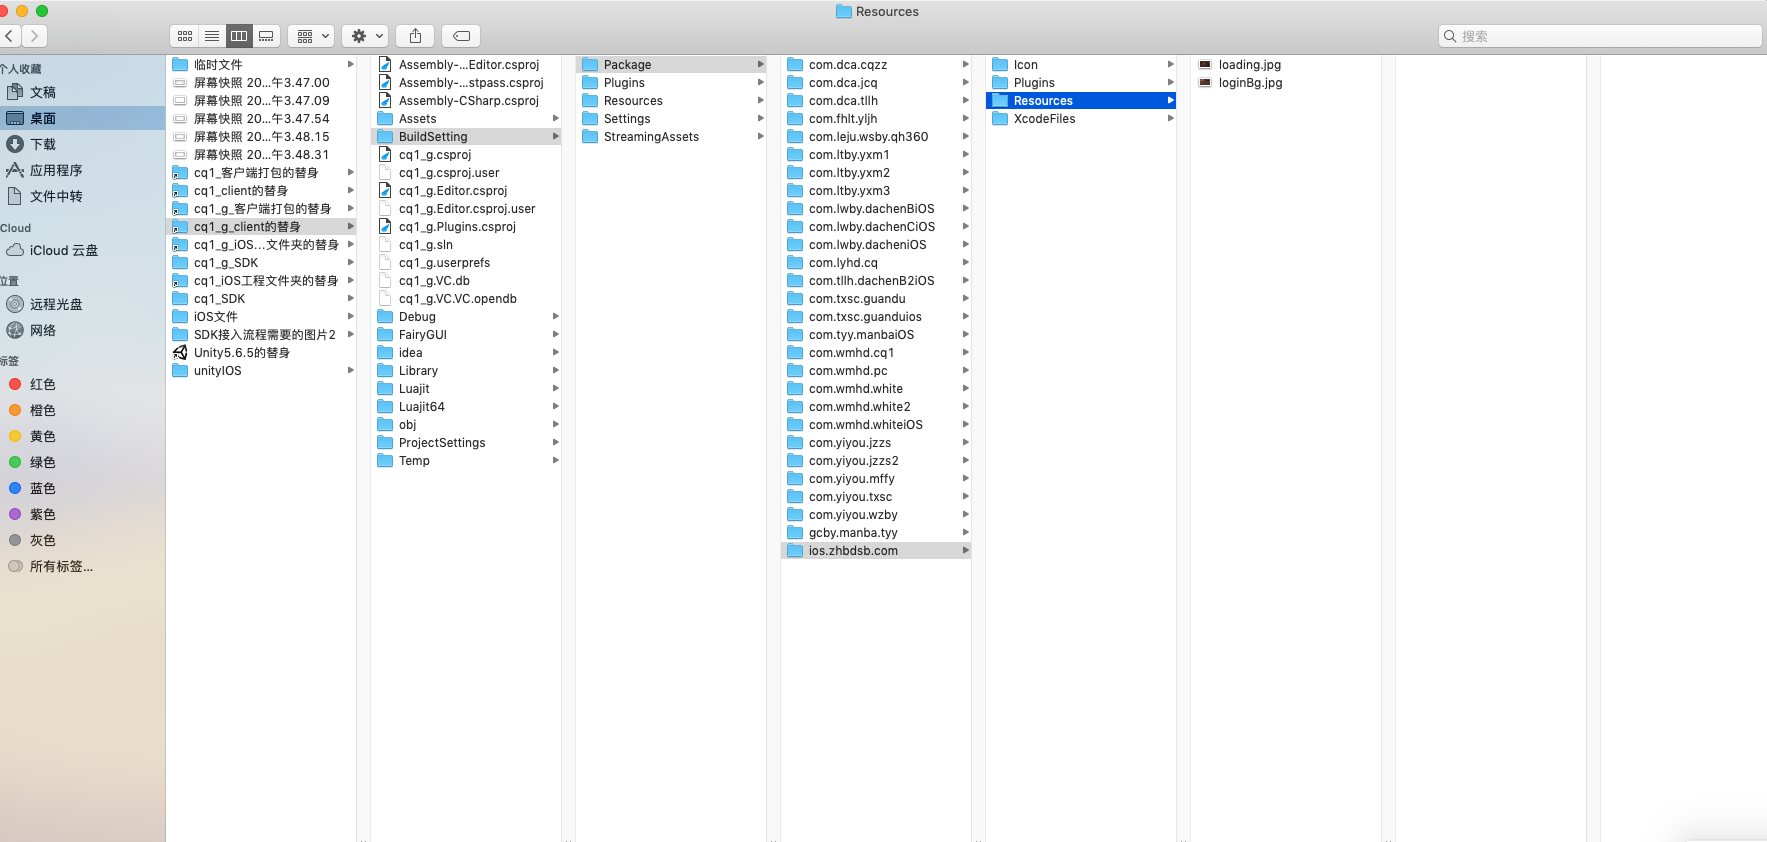 Resources
搜索
个人收藏
文稿
桌面
下载
应用程序
文件中转
iCloud
iCloud 云盘
位置
远程光盘
网络
标签
红色
橙色
黄色
绿色
蓝色
紫色
灰色
所有标签...
临时文件
屏幕快照 20...午3.47.00
屏幕快照 20...午3.47.09
屏幕快照 20...午3.47.54
屏幕快照 20...午3.48.15
屏幕快照 20...午3.48.31
cq1_客户端打包的替身
cq1_client的替身
cq1_g_客户端打包的替身
cq1_g_client的替身
cq1_g_iOS...文件夹的替身
cq1_g_SDK
cq1_iOS工程文件夹的替身
cq1_SDK
iOS文件
SDK接入流程需要的图片2
Unity5.6.5的替身
unityIOS
Assembly-...Editor.csproj
Assembly-...stpass.csproj
Assembly-CSharp.csproj
Assets
BuildSetting
cq1_g.csproj
cq1_g.csproj.user
cq1_g.Editor.csproj
cq1_g.Editor.csproj.user
cq1_g.Plugins.csproj
cq1_g.sln
cq1_g.userprefs
cq1_g.VC.db
cq1_g.VC.VC.opendb
Debug
FairyGUI
idea
Library
Luajit
Luajit64
obj
ProjectSettings
Temp
Package
Plugins
Resources
Settings
StreamingAssets
com.dca.cqzz
com.dca.jcq
com.dca.tllh
com.fhlt.yljh
com.leju.wsby.qh360
com.ltby.yxm1
com.ltby.yxm2
com.ltby.yxm3
com.lwby.dachenBiOS
com.lwby.dachenCiOS
com.lwby.dacheniOS
com.lyhd.cq
com.tllh.dachenB2iOS
com.txsc.guandu
com.txsc.guanduios
com.tyy.manbaiOS
com.wmhd.cq1
com.wmhd.pc
com.wmhd.white
com.wmhd.white2
com.wmhd.whiteiOS
com.yiyou.jzzs
com.yiyou.jzzs2
com.yiyou.mffy
com.yiyou.txsc
com.yiyou.wzby
gcby.manba.tyy
ios.zhbdsb.com
Icon
Plugins
Resources
XcodeFiles
loading.jpg
loginBg.jpg